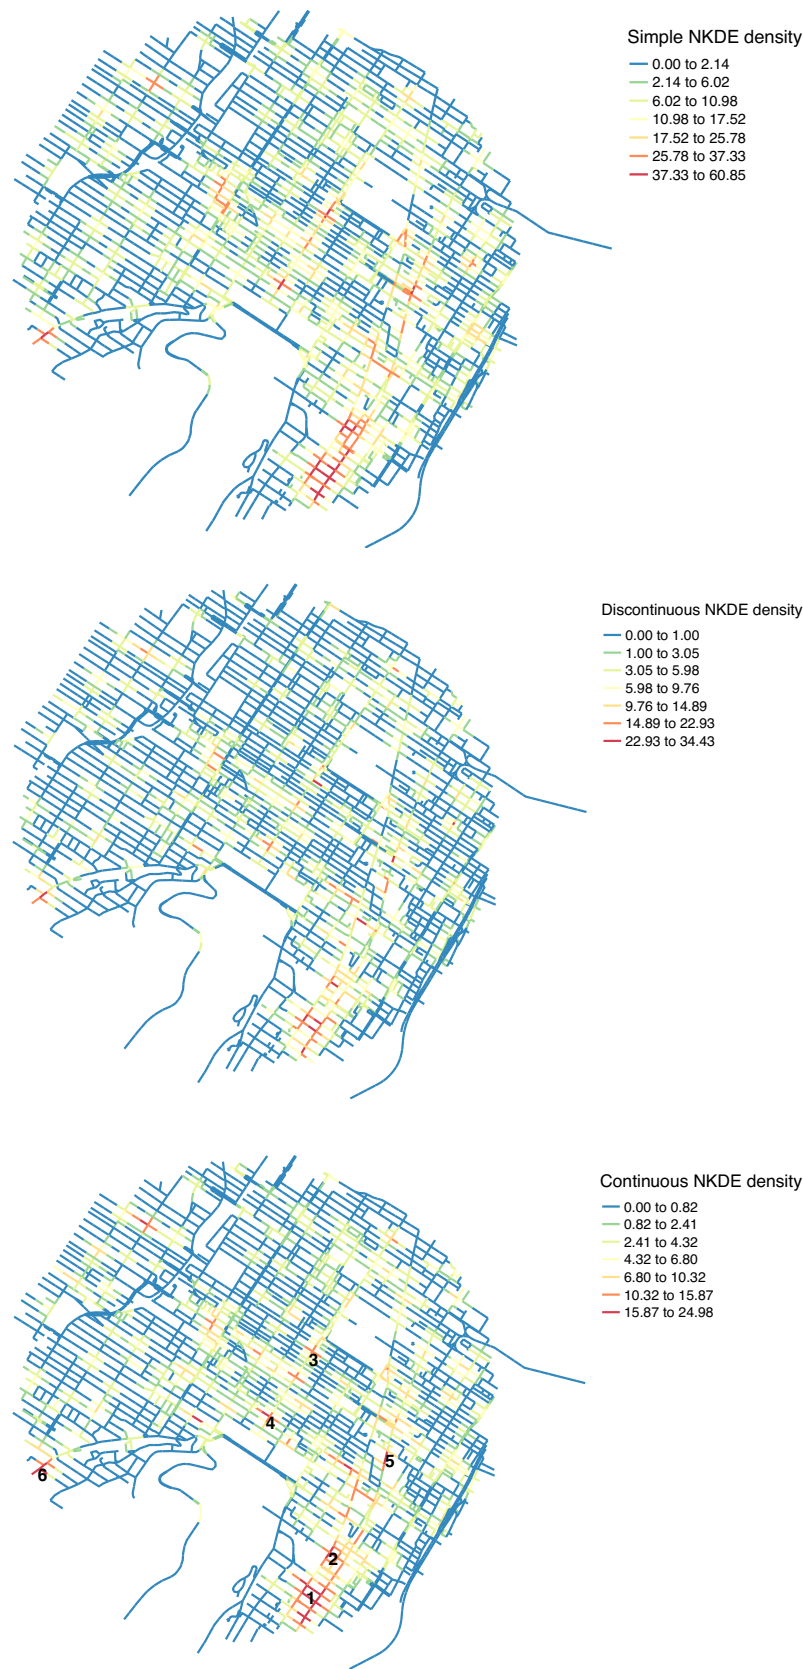 Simple NKDE density
0.00 to 2.14
2.14 to 6.02
6.02 to 10.98
10.98 to 17.52
17.52 to 25.78
25.78 to 37.33
37.33 to 60.85
Discontinuous NKDE density
0.00 to 1.00
1.00 to 3.05
3.05 to 5.98
5.98 to 9.76
9.76 to 14.89
14.89 to 22.93
22.93 to 34.43
Continuous NKDE density
0.00 to 0.82
0.82 to 2.41
2.41 to 4.32
4.32 to 6.80
6.80 to 10.32
10.32 to 15.87
15.87 to 24.98
3
4
5
6
2
1